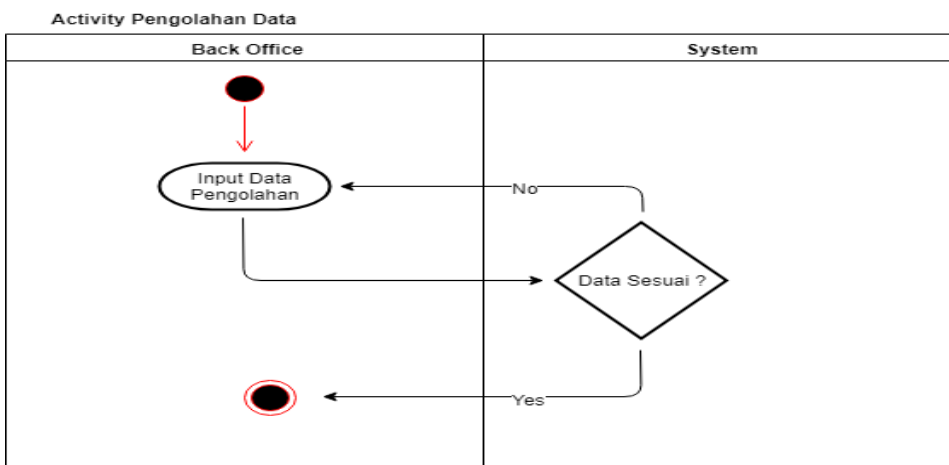 Activity Pengolahan Data
Back Office
System
Input Data
Pengolahan
No
Data Sesuai ?
Yes